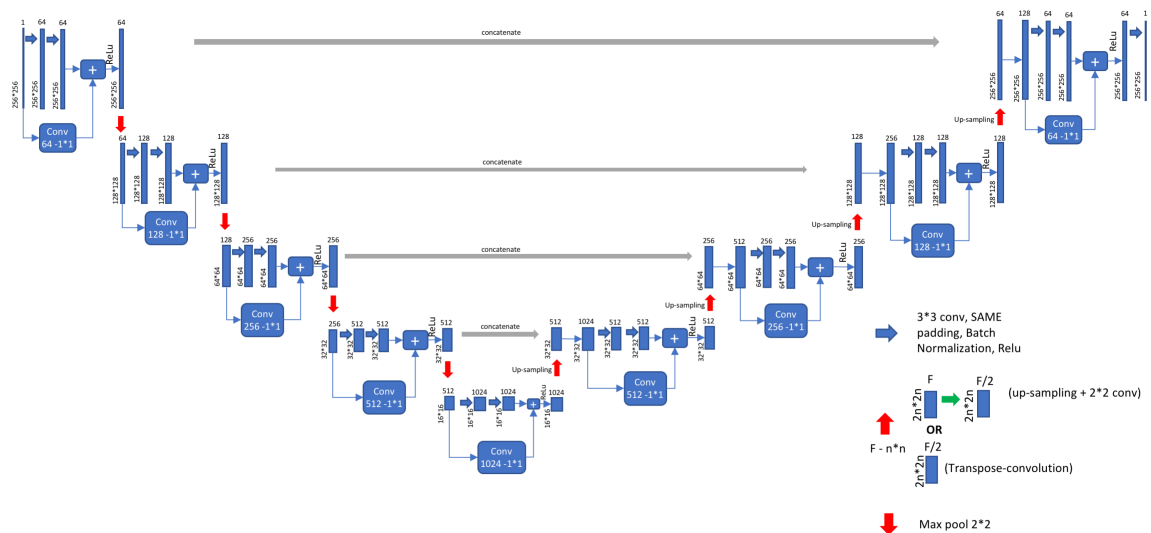 1
64
64
64
256*256
256*256
256*256
256*256
ReLu
+
Conv
64 -1*1
concatenate
64
128
64
64
64
1
256*256
256*256
256*256
256*256
256*256
256*256
ReLu
+
Conv
64 -1*1
Up-sampling
64
128
128
128
128*128
128*128
128*128
128*128
ReLu
+
Conv
128 -1*1
concatenate
128
256
128
128
128
128*128
128*128
128*128
128*128
128*128
ReLu
+
Conv
128 -1*1
Up-sampling
128
256
256
256
64*64
64*64
64*64
64*64
ReLu
+
Conv
256 -1*1
concatenate
256
512
256
256
256
64*64
64*64
64*64
64*64
64*64
ReLu
+
Conv
256 -1*1
Up-sampling
256
512
512
512
32*32
32*32
32*32
32*32
ReLu
+
Conv
512 -1*1
concatenate
512
1024
512
512
512
32*32
32*32
32*32
32*32
32*32
ReLu
+
Conv
512 -1*1
Up-sampling
512
1024
1024
1024
16*16
16*16
16*16
16*16
ReLu
+
Conv
1024 -1*1
3*3 conv, SAME
padding, Batch
Normalization, Relu
F
F/2
2n*2n
2n*2n
(up-sampling + 2*2 conv)
OR
F - n*n
F/2
2n*2n
(Transpose-convolution)
Max pool 2*2